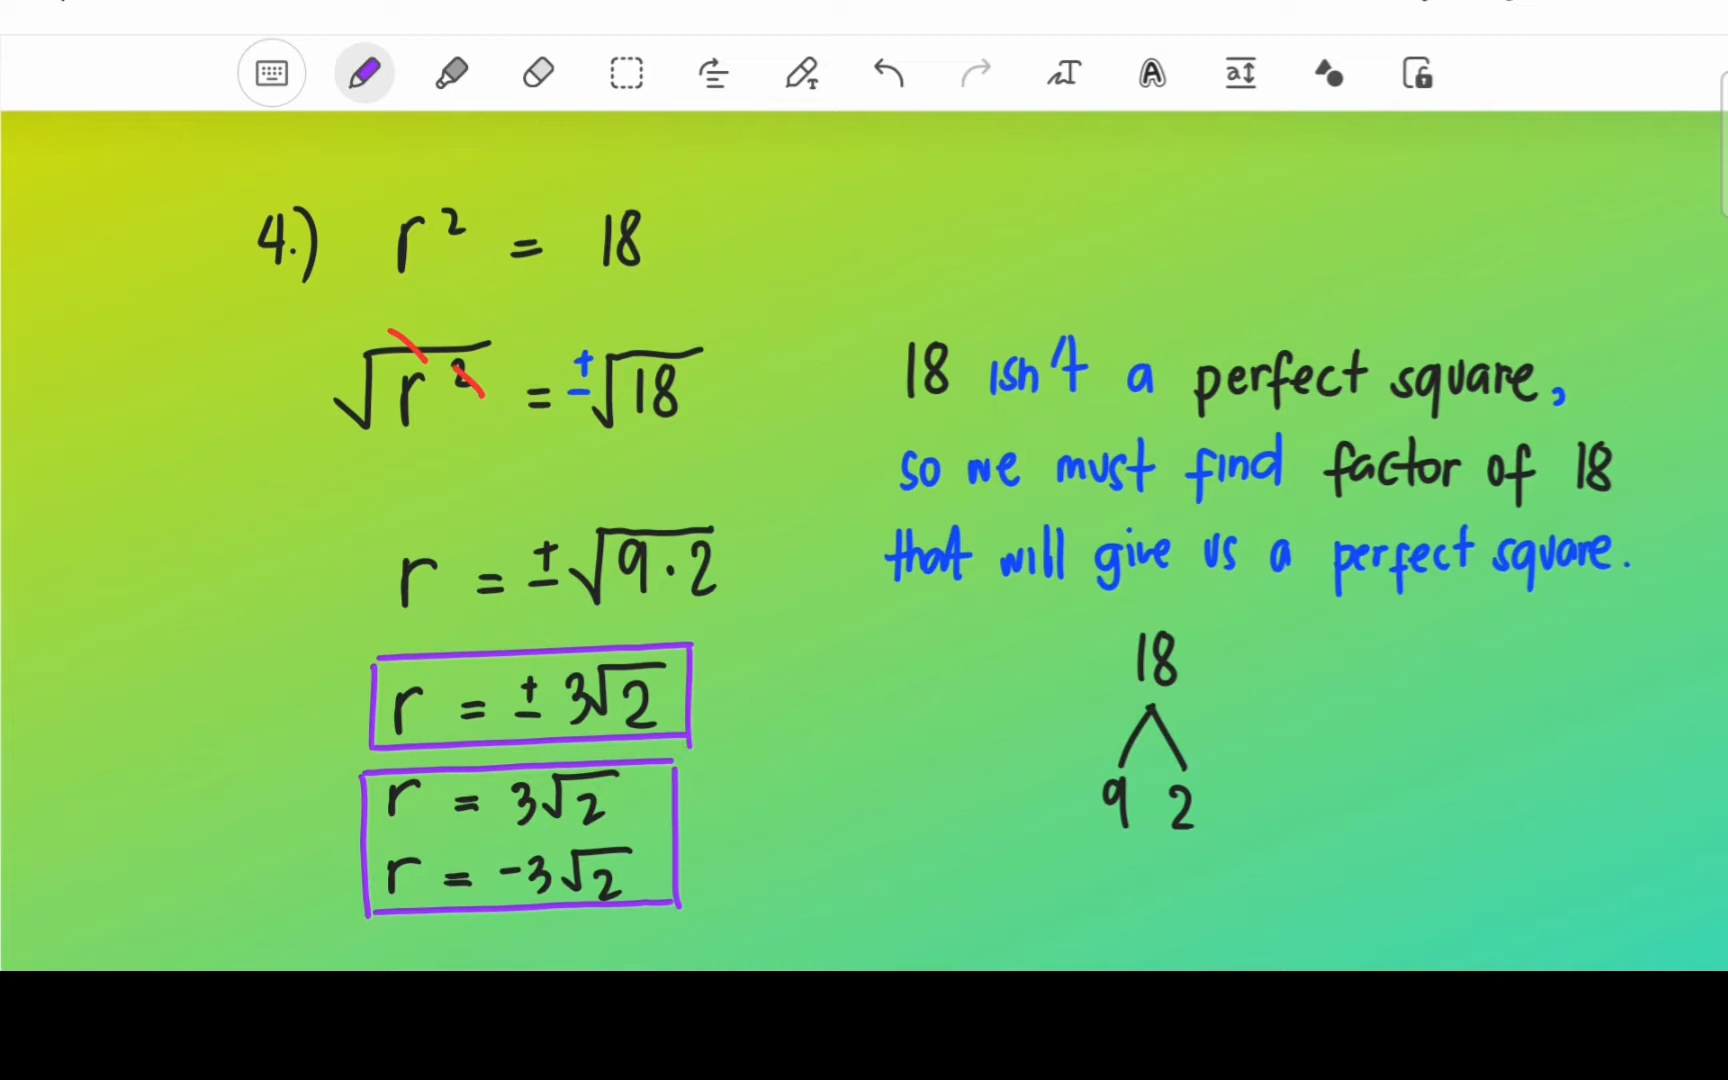 4.) r² = 18
√r² = ±√18
r = ±√9·2
r = ± 3√2
r = 3√2
r = -3√2
18 isn't a perfect square,
so we must find factor of 18
that will give us a perfect square.
18
9 2